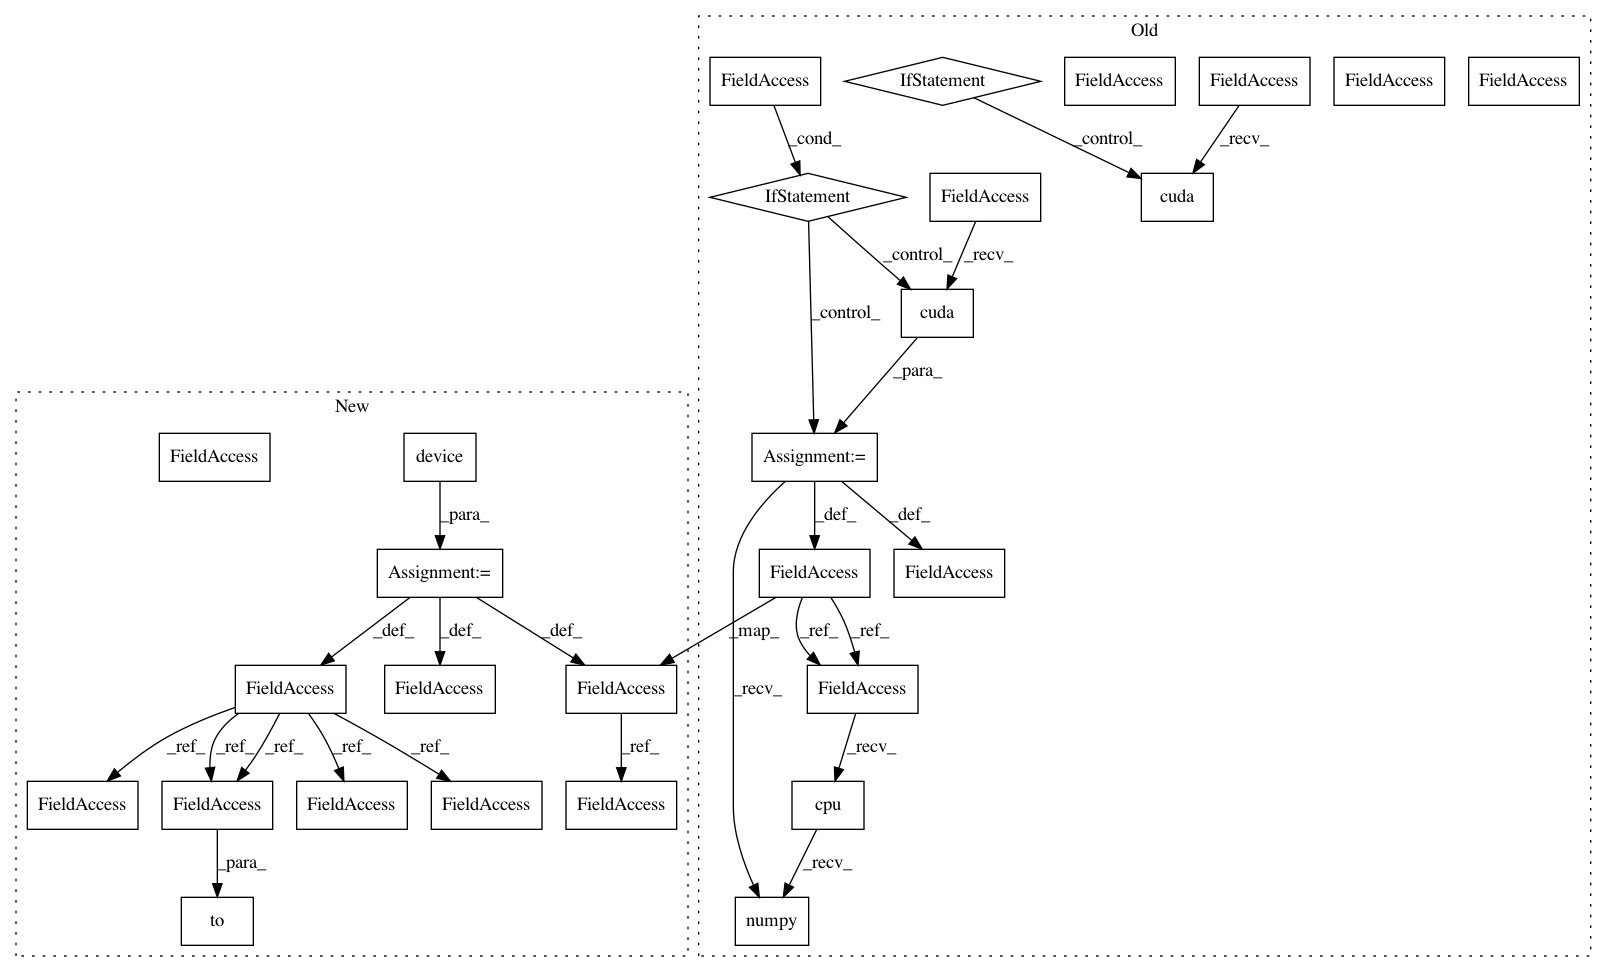 Old
FieldAccess
IfStatement
FieldAccess
FieldAccess
FieldAccess
FieldAccess
_cond_
_control_
_recv_
IfStatement
FieldAccess
cuda
_control_
_recv_
_control_
cuda
_para_
New
FieldAccess
device
Assignment:=
_para_
_def_
_def_
Assignment:=
FieldAccess
FieldAccess
_def_
_def_
_def_
_map_
_ref_
_ref_
FieldAccess
FieldAccess
FieldAccess
_recv_
FieldAccess
_ref_
_ref_
_ref_
_ref_
_ref_
_ref_
_recv_
FieldAccess
FieldAccess
FieldAccess
FieldAccess
FieldAccess
cpu
_para_
_recv_
to
numpy